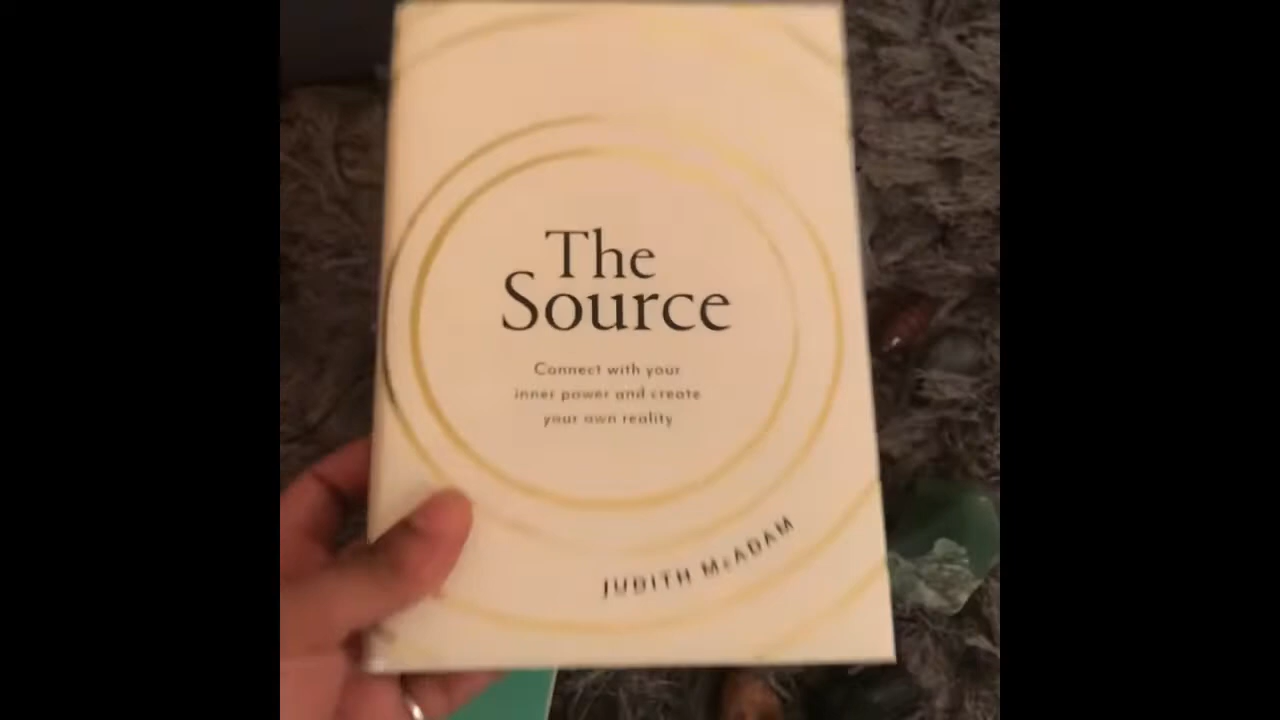 The
Source
Connect with your
inner power and create
your own reality
JUDITH McADAM